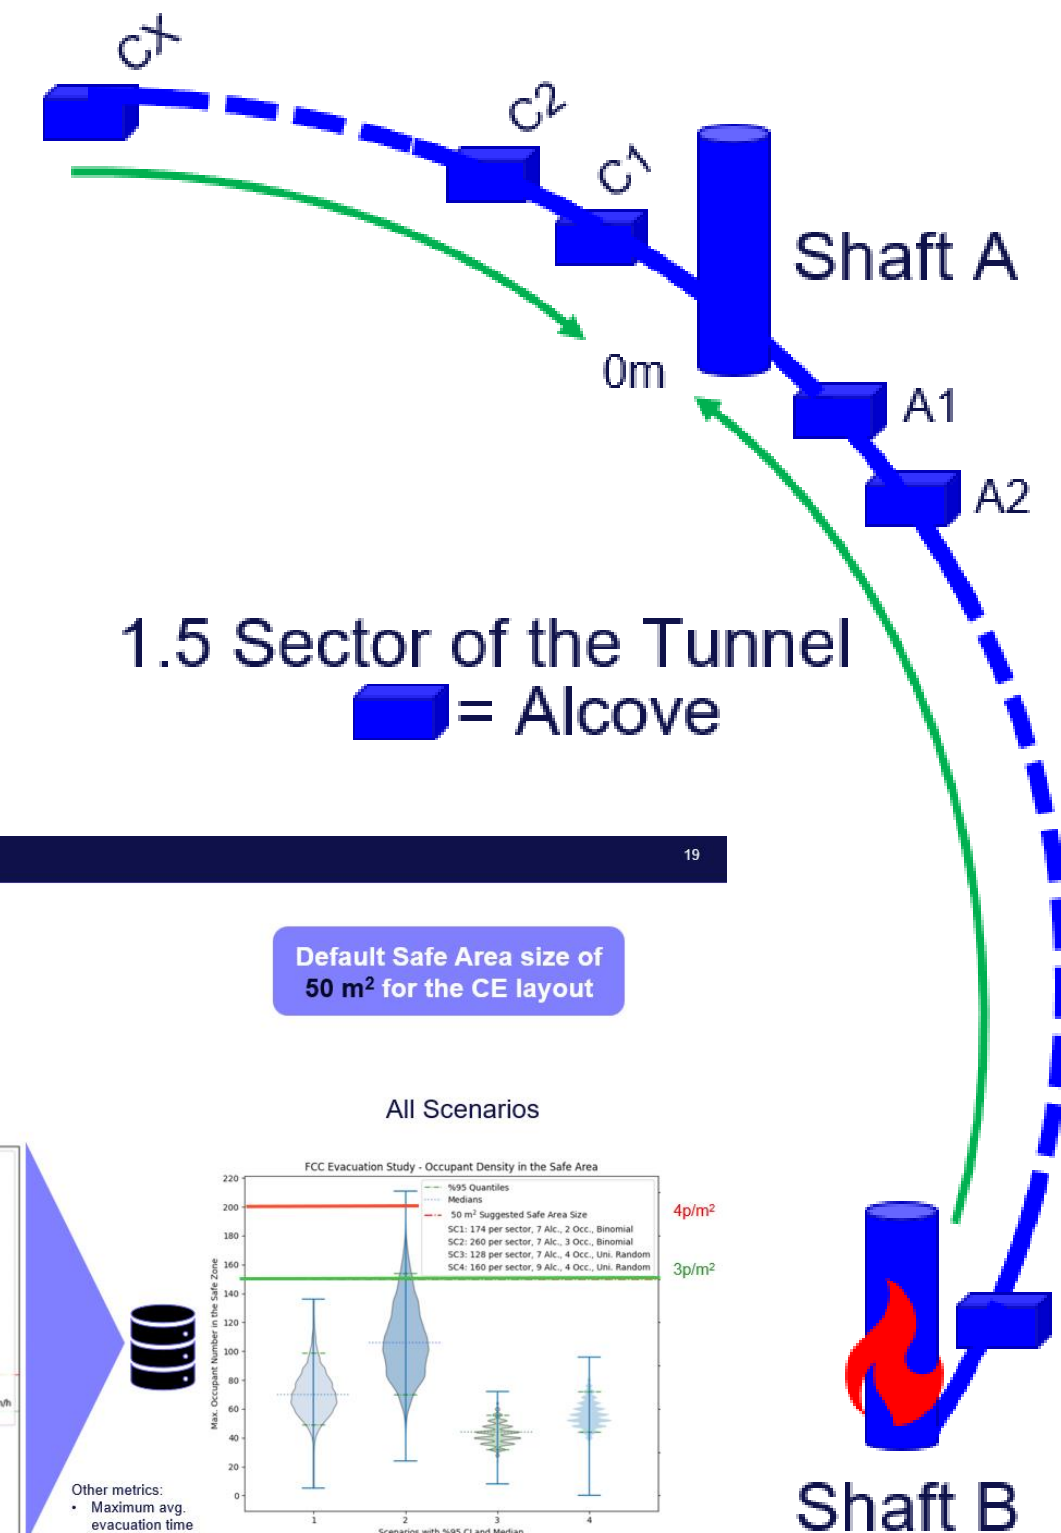 CX
C2
C1
Shaft A
0m
A1
A2
1.5 Sector of the Tunnel
= Alcove
19
Default Safe Area size of
50 m² for the CE layout
All Scenarios
FCC Evacuation Study - Occupant Density in the Safe Area
%95 Quantiles
Medians
50 m² Suggested Safe Area Size
SC1: 174 per sector, 7 Alc., 2 Occ., Binomial
SC2: 260 per sector, 7 Alc., 3 Occ., Binomial
SC3: 128 per sector, 7 Alc., 4 Occ., Uni. Random
SC4: 160 per sector, 9 Alc., 4 Occ., Uni. Random
4p/m²
3p/m²
Max. Occupant Number in the Safe Zone
220
200
180
160
140
120
100
80
60
40
20
0
1 2 3 4
Scenarios with %95 CI and Median
Other metrics:
• Maximum avg.
evacuation time
Shaft B